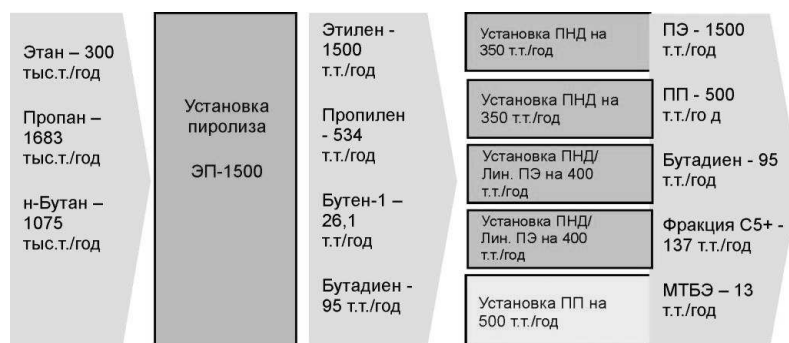 Этан – 300
тыс.т./год
Пропан –
1683
тыс.т./год
н-Бутан –
1075
тыс.т./год
Установка
пиролиза
ЭП-1500
Этилен -
1500
т.т./год
Пропилен
- 534
т.т./год
Бутен-1 –
26,1
т.т/год
Бутадиен -
95 т.т./год
Установка ПНД на
350 т.т./год
Установка ПНД на
350 т.т./год
Установка ПНД/
Лин. ПЭ на 400
т.т./год
Установка ПНД/
Лин. ПЭ на 400
т.т./год
Установка ПП на
500 т.т./год
ПЭ - 1500
т.т./год
ПП - 500
т.т./го д
Бутадиен - 95
т.т./год
Фракция С5+ -
137 т.т./год
МТБЭ – 13
т.т./год